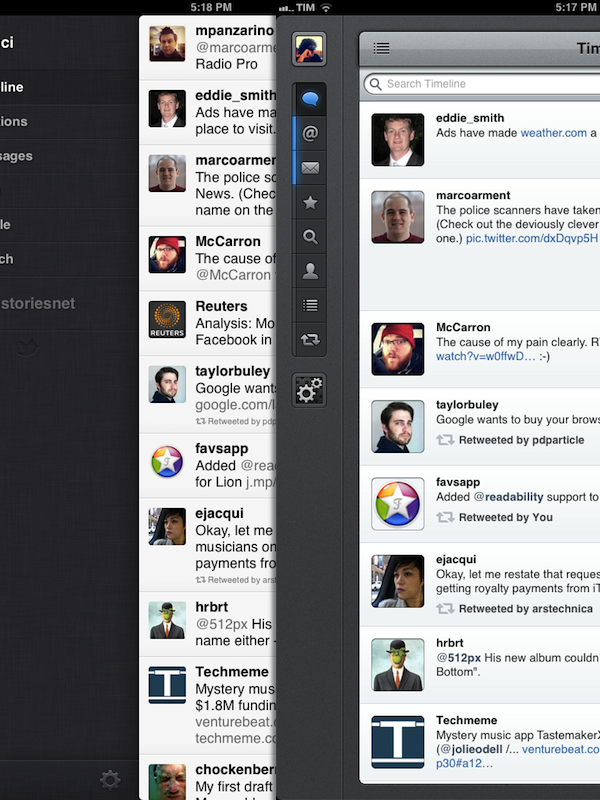 5:18 PM
ci
line
ions
sages
le
ch
storiesnet
mpanzarino
@marcoarme
Radio Pro
eddie_smith
Ads have ma
place to visit.
marcoarmer
The police sc
News. (Chec
name on the
McCarron
The cause of
@McCarron
Reuters
REUTERS
Analysis: Mo
Facebook in
taylorbuley
Google wants
google.com/
Retweeted by pdp
favsapp
Added @rea
for Lion j.mp/
ejacqui
Okay, let me
musicians on
payments fro
Retweeted by arst
hrbrt
@512px His
name either -
T
Techmeme
Mystery mus
$1.8M fundin
venturebeat.c
techmeme.co
chockenberr
My first draft
TIM
5:17 PM
Tim
Search Timeline
@
eddie_smith
Ads have made weather.com a
marcoarment
The police scanners have taken
(Check out the deviously clever
one.) pic.twitter.com/dxDqvp5H
McCarron
The cause of my pain clearly. R
watch?v=w0ffwD… :-)
taylorbuley
Google wants to buy your brows
Retweeted by pdparticle
favsapp
Added @readability support to
Retweeted by You
ejacqui
Okay, let me restate that reques
getting royalty payments from iT
Retweeted by arstechnica
hrbrt
@512px His new album couldn
Bottom".
T
Techmeme
Mystery music app TastemakerX
(@jolieodell /... venturebeat.co
p30#a12…